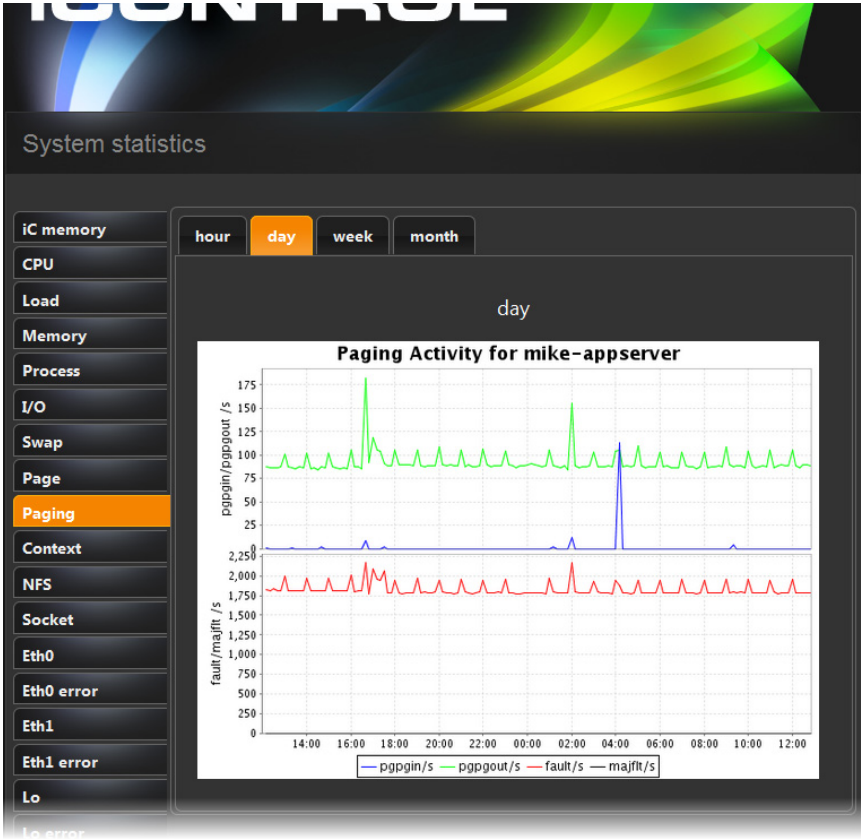 iCONTROL
System statistics
hour day week month
iC memory
CPU
Load
Memory
Process
I/O
Swap
Page
Paging
Context
NFS
Socket
Eth0
Eth0 error
Eth1
Eth1 error
Lo
Lo error
day
Paging Activity for mike-appserver
pgpgin/pgpgout /s
175
150
125
100
75
50
25
0
fault/majflt /s
2,250
2,000
1,750
1,500
1,250
1,000
750
500
250
0
14:00 16:00 18:00 20:00 22:00 00:00 02:00 04:00 06:00 08:00 10:00 12:00
pgpgin/s pgpgout/s fault/s majflt/s